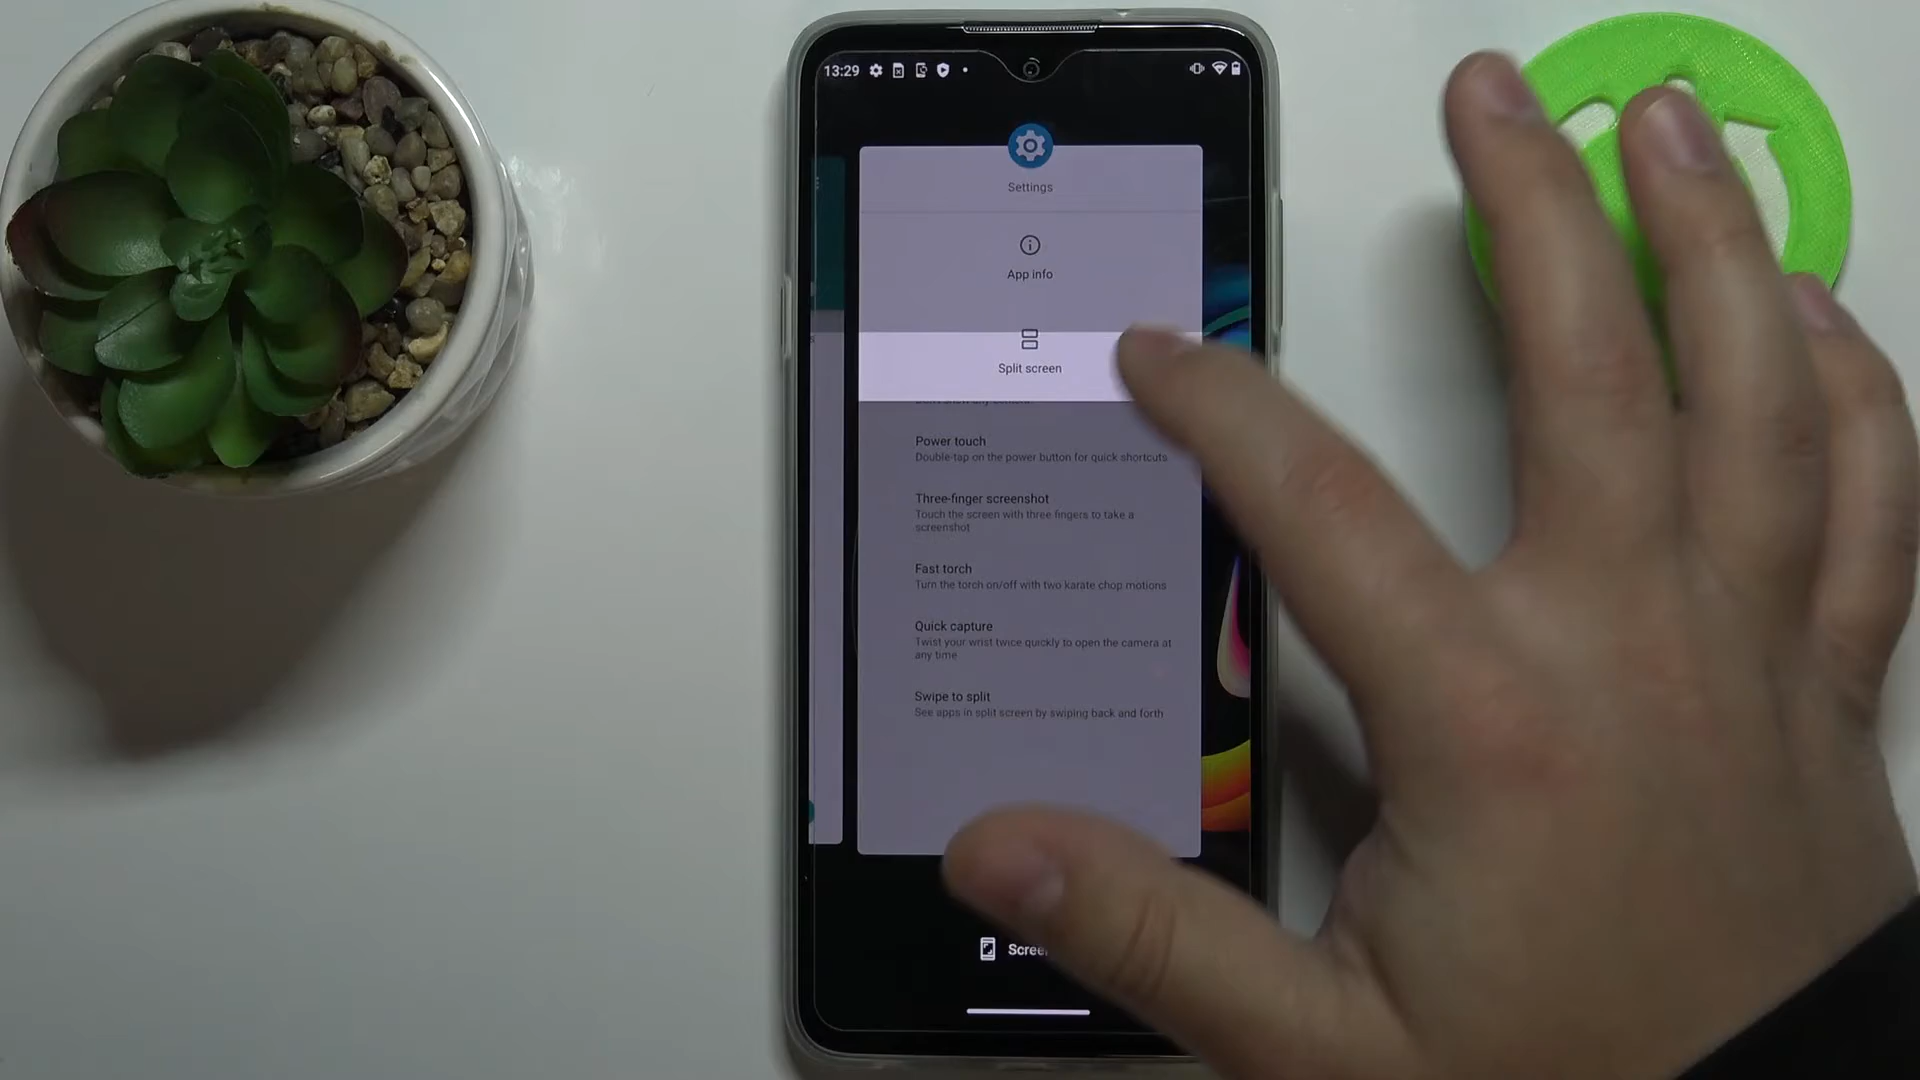 13:29
Settings
App info
Split screen
Power touch
Double-tap on the power button for quick shortcuts
Three-finger screenshot
Touch the screen with three fingers to take a
screenshot
Fast torch
Turn the torch on/off with two karate chop motions
Quick capture
Twist your wrist twice quickly to open the camera at
any time
Swipe to split
See apps in split screen by swiping back and forth